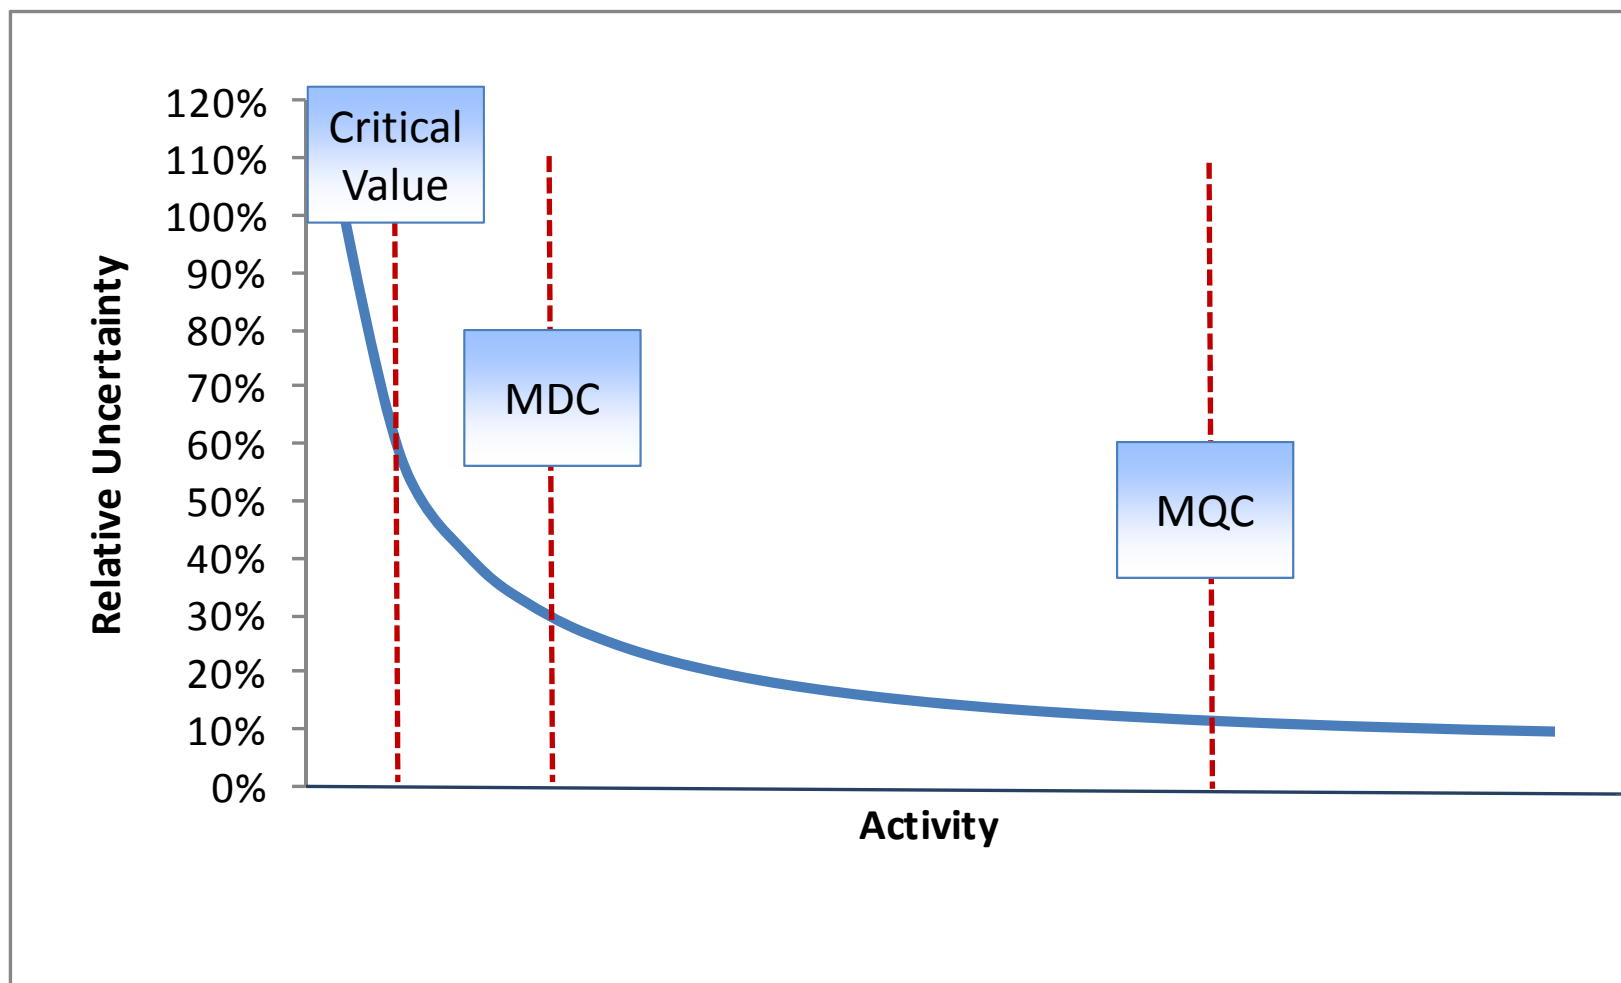 120%
110%
100%
90%
80%
70%
60%
50%
40%
30%
20%
10%
0%
Relative Uncertainty
Critical
Value
MDC
MQC
Activity